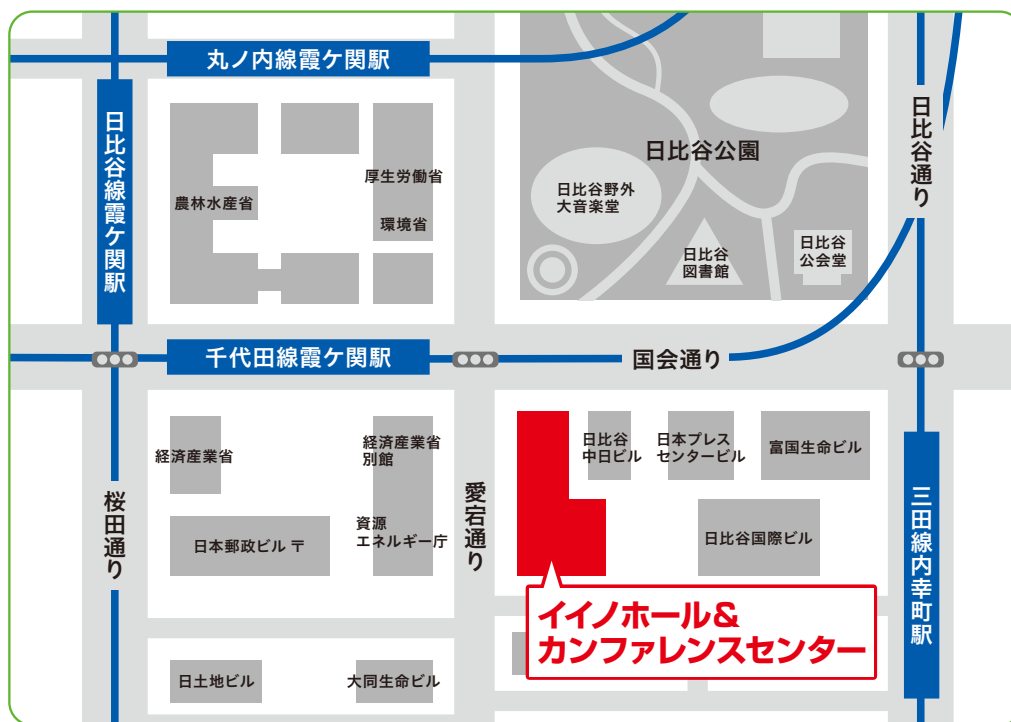 丸ノ内線霞ケ関駅
日比谷線霞ケ関駅
農林水産省
厚生労働省
環境省
日比谷公園
日比谷野外
大音楽堂
日比谷
図書館
日比谷
公会堂
日比谷通り
千代田線霞ケ関駅
国会通り
経済産業省
経済産業省
別館
日比谷
中日ビル
日本プレス
センタービル
富国生命ビル
桜田通り
愛宕通り
日本郵政ビル 〒
資源
エネルギー庁
日比谷国際ビル
三田線内幸町駅
イイノホール&
カンファレンスセンター
日土地ビル
大同生命ビル